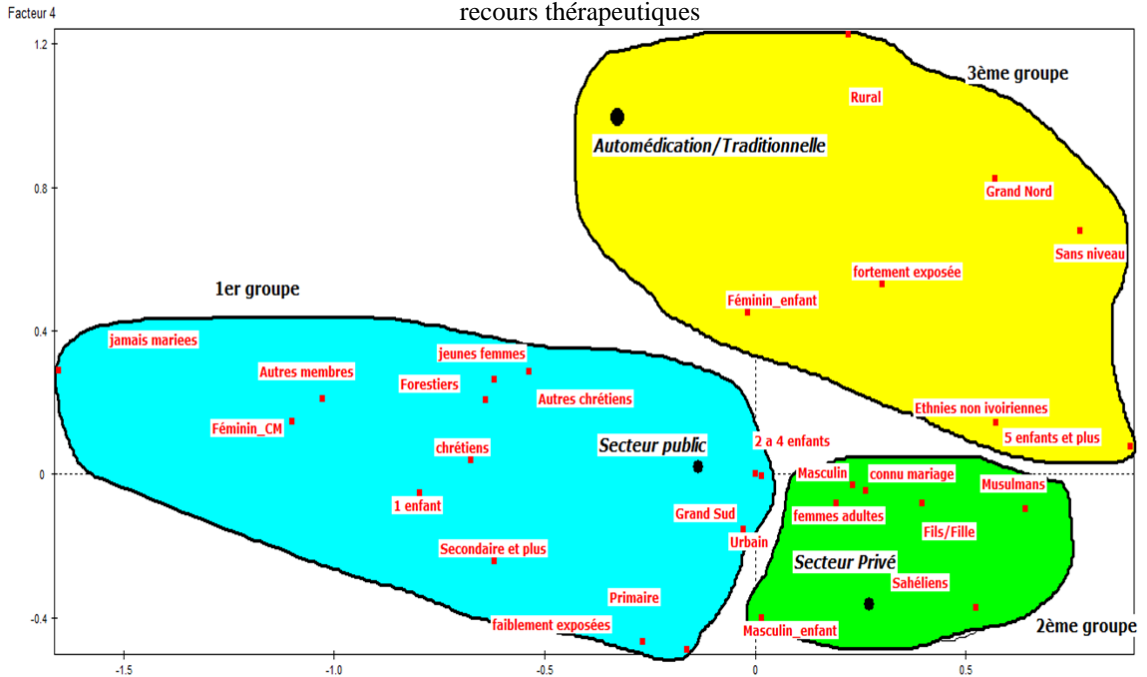 recours thérapeutiques
Facteur 4
1.2
3ème groupe
Rural
Automédication/Traditionnelle
0.8
Grand Nord
Sans niveau
fortement exposée
1er groupe
Féminin_enfant
0.4
jamais mariees
jeunes femmes
Autres membres
Forestiers
Autres chrétiens
Ethnies non ivoiriennes
Féminin_CM
5 enfants et plus
chrétiens
Secteur public
2 a 4 enfants
0
Masculin
connu mariage
Musulmans
1 enfant
Grand Sud
femmes adultes
Fils/Fille
Urbain
Secondaire et plus
Secteur Privé
Sahéliens
Primaire
-0.4
faiblement exposées
Masculin_enfant
2ème groupe
-1.5
-1.0
-0.5
0
0.5